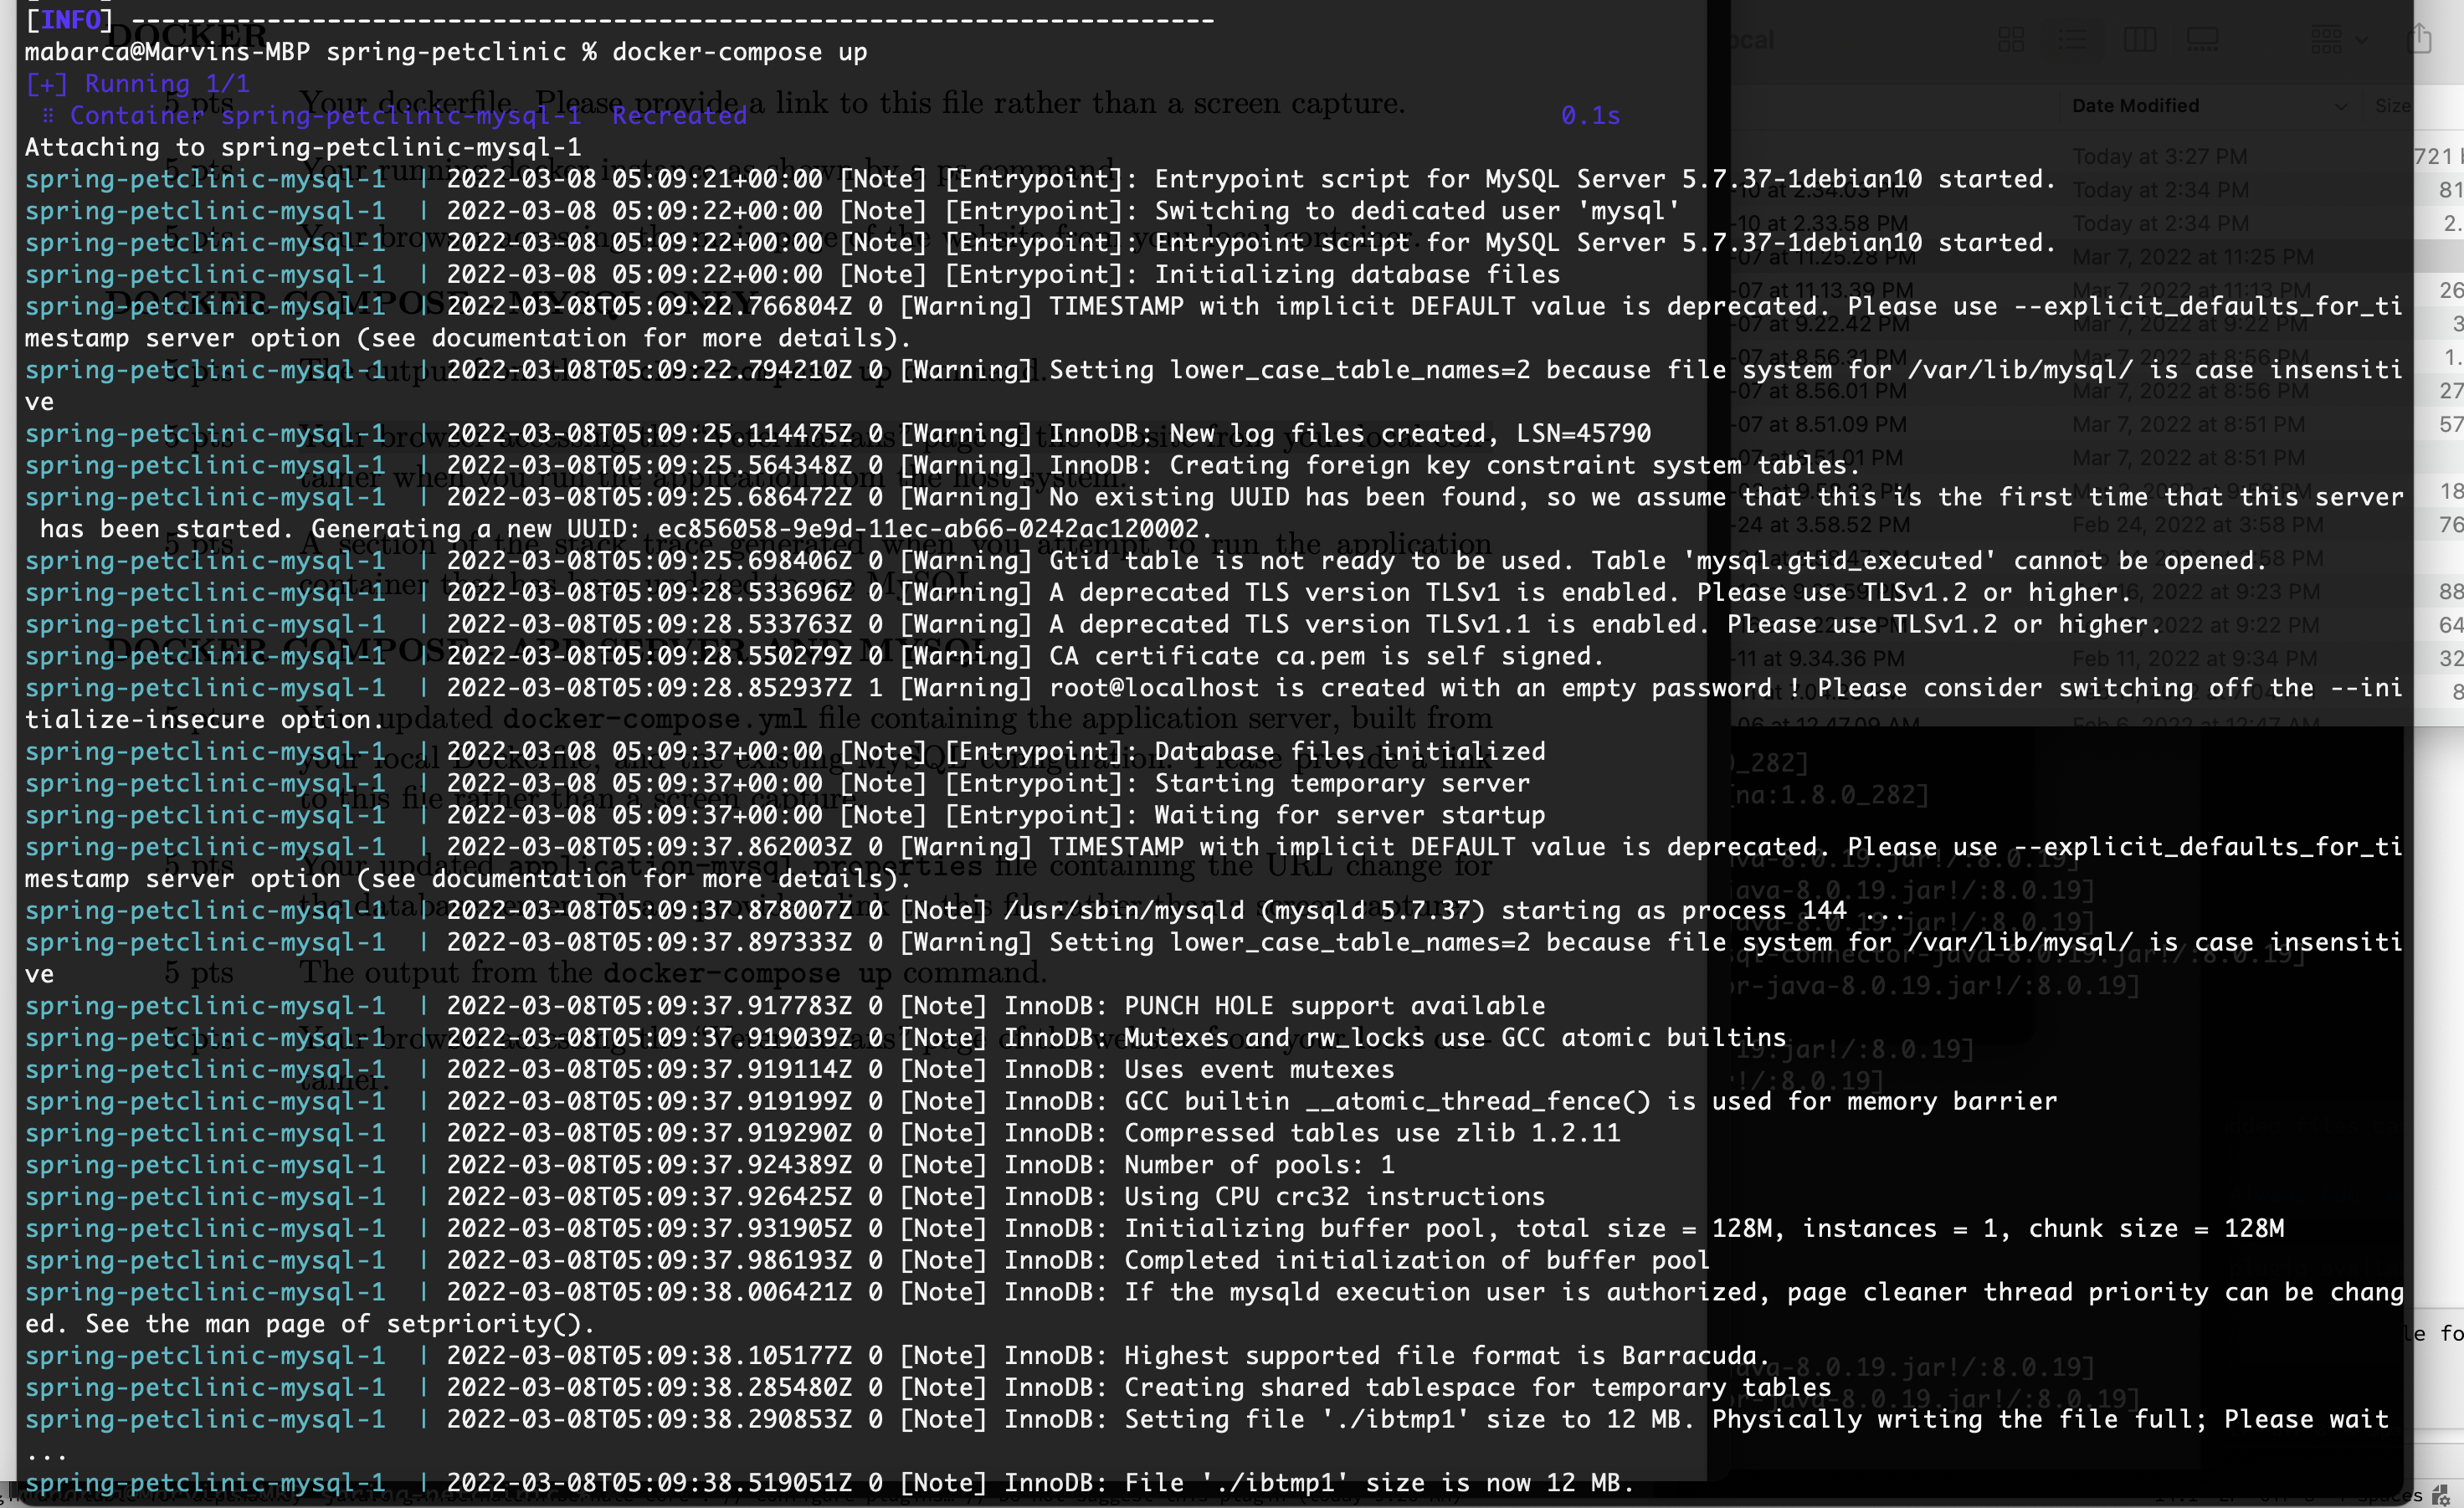 [INFO] ------------------------------------------------------------------------
mabarca@Marvins-MBP spring-petclinic % docker-compose up
[+] Running 1/1
⠿ Container spring-petclinic-mysql-1  Recreated 0.1s
Attaching to spring-petclinic-mysql-1
spring-petclinic-mysql-1  | 2022-03-08 05:09:21+00:00 [Note] [Entrypoint]: Entrypoint script for MySQL Server 5.7.37-1debian10 started.
spring-petclinic-mysql-1  | 2022-03-08 05:09:22+00:00 [Note] [Entrypoint]: Switching to dedicated user 'mysql'
spring-petclinic-mysql-1  | 2022-03-08 05:09:22+00:00 [Note] [Entrypoint]: Entrypoint script for MySQL Server 5.7.37-1debian10 started.
spring-petclinic-mysql-1  | 2022-03-08 05:09:22+00:00 [Note] [Entrypoint]: Initializing database files
spring-petclinic-mysql-1  | 2022-03-08T05:09:22.766804Z 0 [Warning] TIMESTAMP with implicit DEFAULT value is deprecated. Please use --explicit_defaults_for_ti
mestamp server option (see documentation for more details).
spring-petclinic-mysql-1  | 2022-03-08T05:09:22.794210Z 0 [Warning] Setting lower_case_table_names=2 because file system for /var/lib/mysql/ is case insensiti
ve
spring-petclinic-mysql-1  | 2022-03-08T05:09:25.114475Z 0 [Warning] InnoDB: New log files created, LSN=45790
spring-petclinic-mysql-1  | 2022-03-08T05:09:25.564348Z 0 [Warning] InnoDB: Creating foreign key constraint system tables.
spring-petclinic-mysql-1  | 2022-03-08T05:09:25.686472Z 0 [Warning] No existing UUID has been found, so we assume that this is the first time that this server
 has been started. Generating a new UUID: ec856058-9e9d-11ec-ab66-0242ac120002.
spring-petclinic-mysql-1  | 2022-03-08T05:09:25.698406Z 0 [Warning] Gtid table is not ready to be used. Table 'mysql.gtid_executed' cannot be opened.
spring-petclinic-mysql-1  | 2022-03-08T05:09:28.533696Z 0 [Warning] A deprecated TLS version TLSv1 is enabled. Please use TLSv1.2 or higher.
spring-petclinic-mysql-1  | 2022-03-08T05:09:28.533763Z 0 [Warning] A deprecated TLS version TLSv1.1 is enabled. Please use TLSv1.2 or higher.
spring-petclinic-mysql-1  | 2022-03-08T05:09:28.550279Z 0 [Warning] CA certificate ca.pem is self signed.
spring-petclinic-mysql-1  | 2022-03-08T05:09:28.852937Z 1 [Warning] root@localhost is created with an empty password ! Please consider switching off the --ini
tialize-insecure option.
spring-petclinic-mysql-1  | 2022-03-08 05:09:37+00:00 [Note] [Entrypoint]: Database files initialized
spring-petclinic-mysql-1  | 2022-03-08 05:09:37+00:00 [Note] [Entrypoint]: Starting temporary server
spring-petclinic-mysql-1  | 2022-03-08 05:09:37+00:00 [Note] [Entrypoint]: Waiting for server startup
spring-petclinic-mysql-1  | 2022-03-08T05:09:37.862003Z 0 [Warning] TIMESTAMP with implicit DEFAULT value is deprecated. Please use --explicit_defaults_for_ti
mestamp server option (see documentation for more details).
spring-petclinic-mysql-1  | 2022-03-08T05:09:37.878007Z 0 [Note] /usr/sbin/mysqld (mysqld 5.7.37) starting as process 144 ...
spring-petclinic-mysql-1  | 2022-03-08T05:09:37.897333Z 0 [Warning] Setting lower_case_table_names=2 because file system for /var/lib/mysql/ is case insensiti
ve
spring-petclinic-mysql-1  | 2022-03-08T05:09:37.917783Z 0 [Note] InnoDB: PUNCH HOLE support available
spring-petclinic-mysql-1  | 2022-03-08T05:09:37.919039Z 0 [Note] InnoDB: Mutexes and rw_locks use GCC atomic builtins
spring-petclinic-mysql-1  | 2022-03-08T05:09:37.919114Z 0 [Note] InnoDB: Uses event mutexes
spring-petclinic-mysql-1  | 2022-03-08T05:09:37.919199Z 0 [Note] InnoDB: GCC builtin __atomic_thread_fence() is used for memory barrier
spring-petclinic-mysql-1  | 2022-03-08T05:09:37.919290Z 0 [Note] InnoDB: Compressed tables use zlib 1.2.11
spring-petclinic-mysql-1  | 2022-03-08T05:09:37.924389Z 0 [Note] InnoDB: Number of pools: 1
spring-petclinic-mysql-1  | 2022-03-08T05:09:37.926425Z 0 [Note] InnoDB: Using CPU crc32 instructions
spring-petclinic-mysql-1  | 2022-03-08T05:09:37.931905Z 0 [Note] InnoDB: Initializing buffer pool, total size = 128M, instances = 1, chunk size = 128M
spring-petclinic-mysql-1  | 2022-03-08T05:09:37.986193Z 0 [Note] InnoDB: Completed initialization of buffer pool
spring-petclinic-mysql-1  | 2022-03-08T05:09:38.006421Z 0 [Note] InnoDB: If the mysqld execution user is authorized, page cleaner thread priority can be chang
ed. See the man page of setpriority().
spring-petclinic-mysql-1  | 2022-03-08T05:09:38.105177Z 0 [Note] InnoDB: Highest supported file format is Barracuda.
spring-petclinic-mysql-1  | 2022-03-08T05:09:38.285480Z 0 [Note] InnoDB: Creating shared tablespace for temporary tables
spring-petclinic-mysql-1  | 2022-03-08T05:09:38.290853Z 0 [Note] InnoDB: Setting file './ibtmp1' size to 12 MB. Physically writing the file full; Please wait
...
spring-petclinic-mysql-1  | 2022-03-08T05:09:38.519051Z 0 [Note] InnoDB: File './ibtmp1' size is now 12 MB.